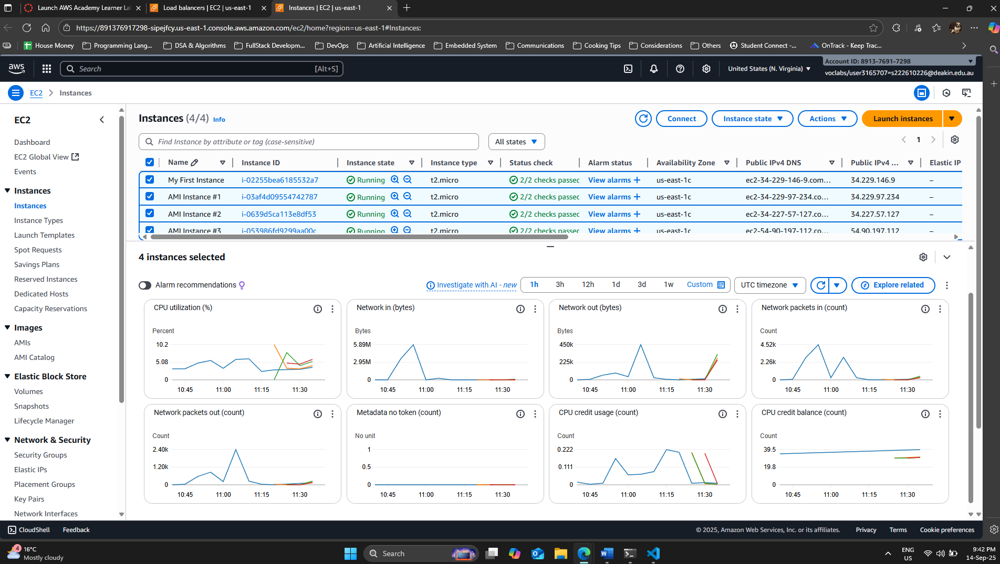 Launch AWS Academy Learner La
Load balancers | EC2 | us-east-1
Instances | EC2 | us-east-1
https://891376917298-sipejfcy.us-east-1.console.aws.amazon.com/ec2/home?region=us-east-1#Instances:
House Money
Programming Lang...
DSA & Algorithms
FullStack Developm...
DevOps
Artificial Intelligence
Embedded System
Communications
Cooking Tips
Considerations
Others
Student Connect -...
OnTrack - Keep Trac...
aws
Search
[Alt+S]
United States (N. Virginia)
Account ID: 8913-7691-7298
voclabs/user3165707=s222610226@deakin.edu.au
EC2
Instances
EC2
Dashboard
EC2 Global View
Events
Instances
Instances
Instance Types
Launch Templates
Spot Requests
Savings Plans
Reserved Instances
Dedicated Hosts
Capacity Reservations
Images
AMIs
AMI Catalog
Elastic Block Store
Volumes
Snapshots
Lifecycle Manager
Network & Security
Security Groups
Elastic IPs
Placement Groups
Key Pairs
Network Interfaces
Instances (4/4) Info
Connect
Instance state
Actions
Launch instances
Find Instance by attribute or tag (case-sensitive)
All states
1
Name Instance ID Instance state Instance type Status check Alarm status Availability Zone Public IPv4 DNS Public IPv4 ... Elastic IP
My First Instance i-02255bea6185532a7 Running t2.micro 2/2 checks passec View alarms + us-east-1c ec2-34-229-146-9.com... 34.229.146.9 –
AMI Instance #1 i-03af4d09554742787 Running t2.micro 2/2 checks passec View alarms + us-east-1c ec2-34-229-97-234.co... 34.229.97.234 –
AMI Instance #2 i-0639d5ca113e8df53 Running t2.micro 2/2 checks passec View alarms + us-east-1c ec2-34-227-57-127.co... 34.227.57.127 –
AMI Instance #3 i-053986fd9299aa00c Running t2.micro 2/2 checks passec View alarms + us-east-1c ec2-54-90-197-112.co... 54.90.197.112 –
4 instances selected
Alarm recommendations
Investigate with AI - new
1h 3h 12h 1d 3d 1w Custom
UTC timezone
Explore related
CPU utilization (%)
Percent
10.2
5.08
0
10:45 11:00 11:15 11:30
Network in (bytes)
Bytes
5.89M
2.95M
0
10:45 11:00 11:15 11:30
Network out (bytes)
Bytes
450k
225k
0
10:45 11:00 11:15 11:30
Network packets in (count)
Count
4.52k
2.26k
0
10:45 11:00 11:15 11:30
Network packets out (count)
Count
2.40k
1.20k
0
10:45 11:00 11:15 11:30
Metadata no token (count)
No unit
1
0.5
0
10:45 11:00 11:15 11:30
CPU credit usage (count)
Count
0.222
0.111
0
10:45 11:00 11:15 11:30
CPU credit balance (count)
Count
39.5
19.8
0
10:45 11:00 11:15 11:30
CloudShell
Feedback
© 2025, Amazon Web Services, Inc. or its affiliates.
Privacy
Terms
Cookie preferences
4
16°C
Mostly cloudy
Search
ENG
US
9:42 PM
14-Sep-25